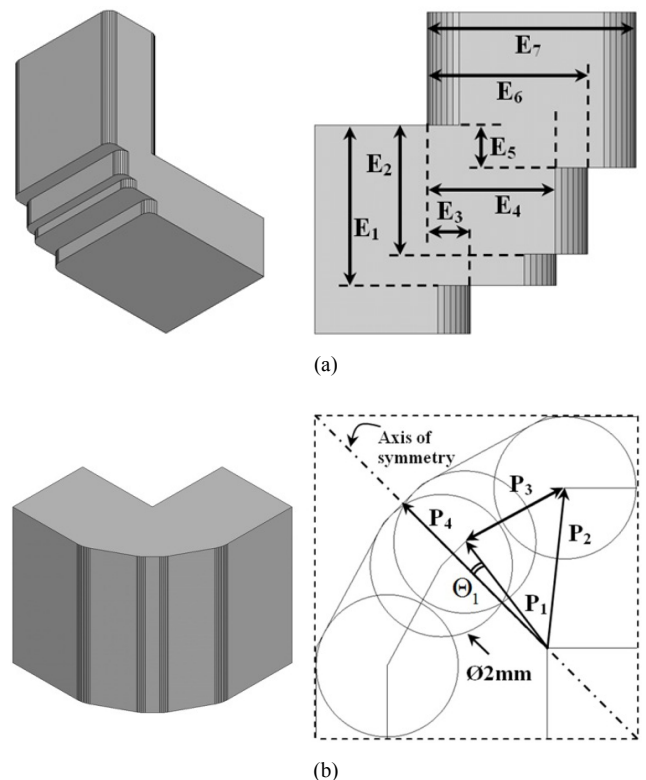 E₇
E₆
E₅
E₂
E₄
E₁
E₃
(a)
Axis of
symmetry
P₃
P₄
P₂
Θ₁
P₁
Ø2mm
(b)